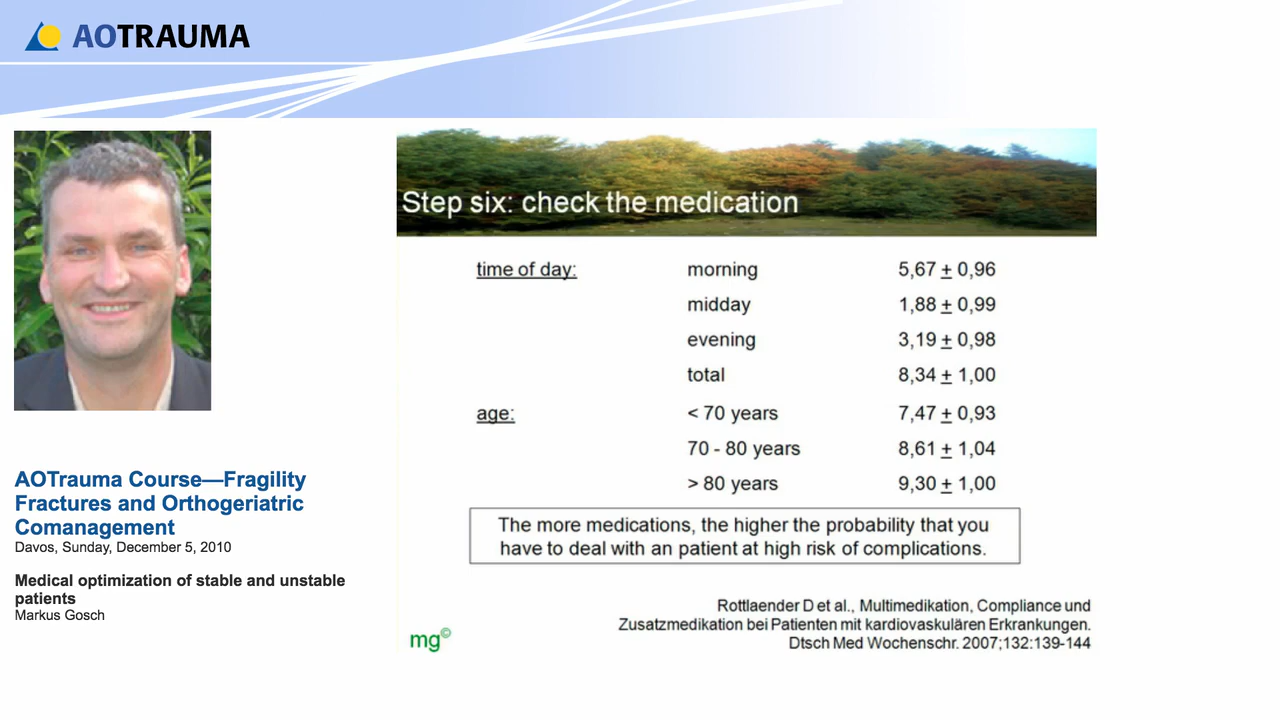 AOTRAUMA
AOTrauma Course—Fragility
Fractures and Orthogeriatric
Comanagement
Davos, Sunday, December 5, 2010
Medical optimization of stable and unstable
patients
Markus Gosch
Step six: check the medication
time of day: morning 5,67 ± 0,96
midday 1,88 ± 0,99
evening 3,19 ± 0,98
total 8,34 ± 1,00
age: < 70 years 7,47 ± 0,93
70 - 80 years 8,61 ± 1,04
> 80 years 9,30 ± 1,00
The more medications, the higher the probability that you
have to deal with an patient at high risk of complications.
Rottlaender D et al., Multimedikation, Compliance und
Zusatzmedikation bei Patienten mit kardiovaskulären Erkrankungen.
Dtsch Med Wochenschr. 2007;132:139-144
mg©